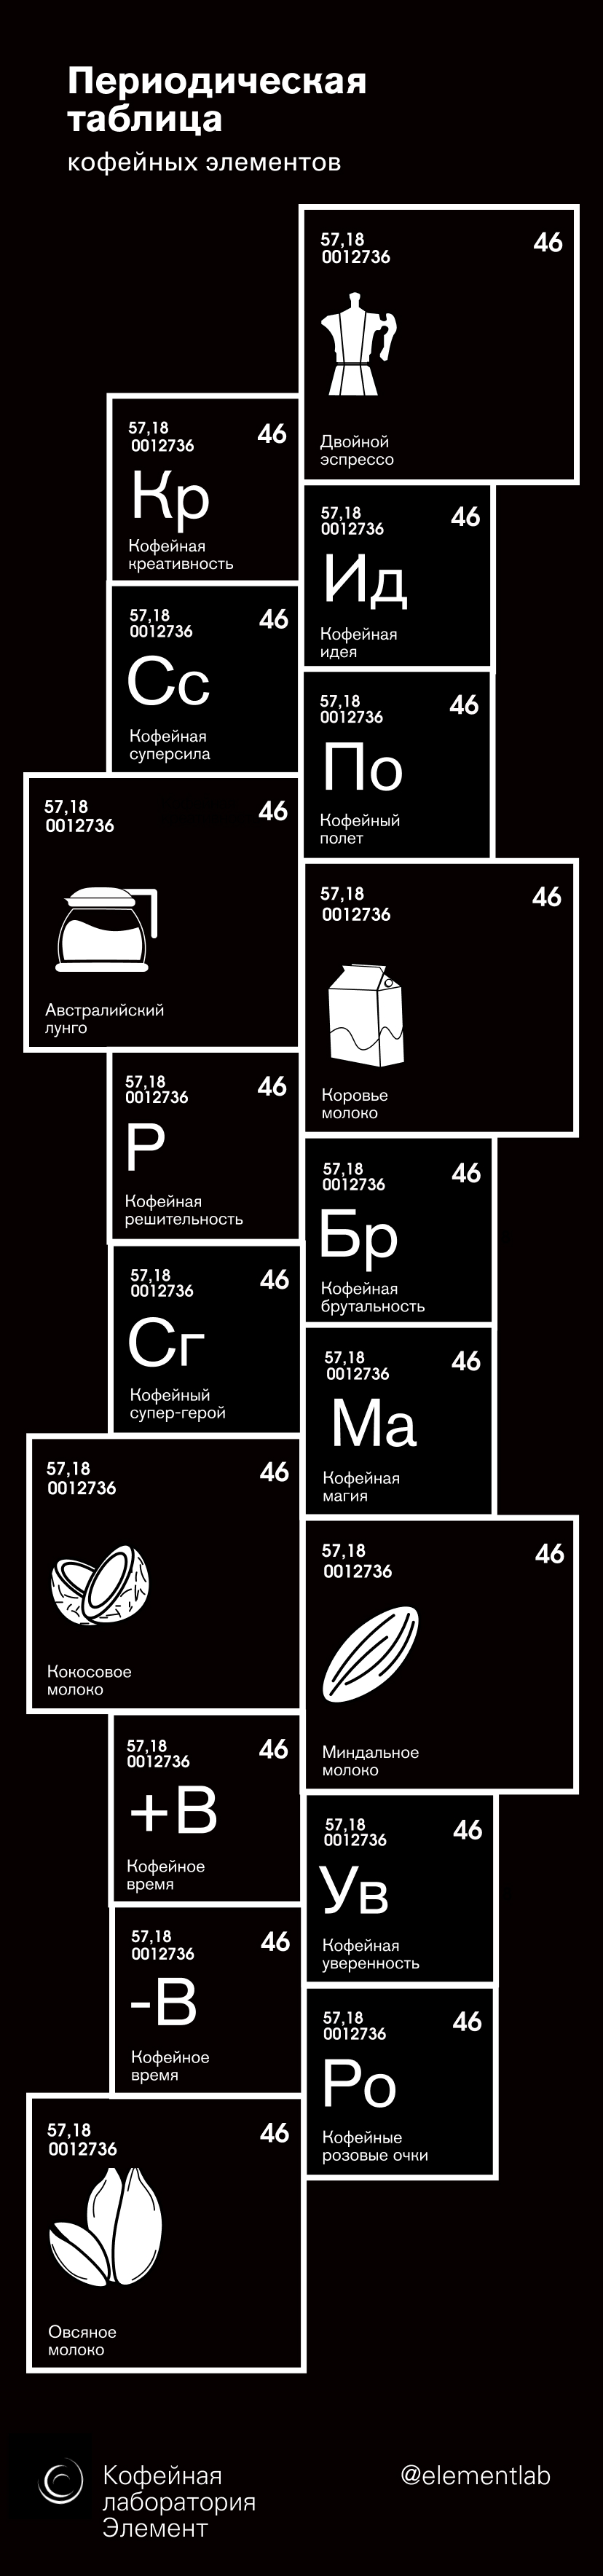 Периодическая
таблица
кофейных элементов
57,18
0012736
46
Двойной
эспрессо
57,18
0012736
46
Кр
Кофейная
креативность
57,18
0012736
46
Ид
Кофейная
идея
57,18
0012736
46
Сс
Кофейная
суперсила
57,18
0012736
46
По
Кофейный
полет
57,18
0012736
46
Австралийский
лунго
57,18
0012736
46
Коровье
молоко
57,18
0012736
46
Р
Кофейная
решительность
57,18
0012736
46
Бр
Кофейная
брутальность
57,18
0012736
46
Сг
Кофейный
супер-герой
57,18
0012736
46
Ма
Кофейная
магия
57,18
0012736
46
Кокосовое
молоко
57,18
0012736
46
Миндальное
молоко
57,18
0012736
46
+В
Кофейное
время
57,18
0012736
46
Ув
Кофейная
уверенность
57,18
0012736
46
-В
Кофейное
время
57,18
0012736
46
Ро
Кофейные
розовые очки
57,18
0012736
46
Овсяное
молоко
Кофейная
лаборатория
Элемент
@elementlab